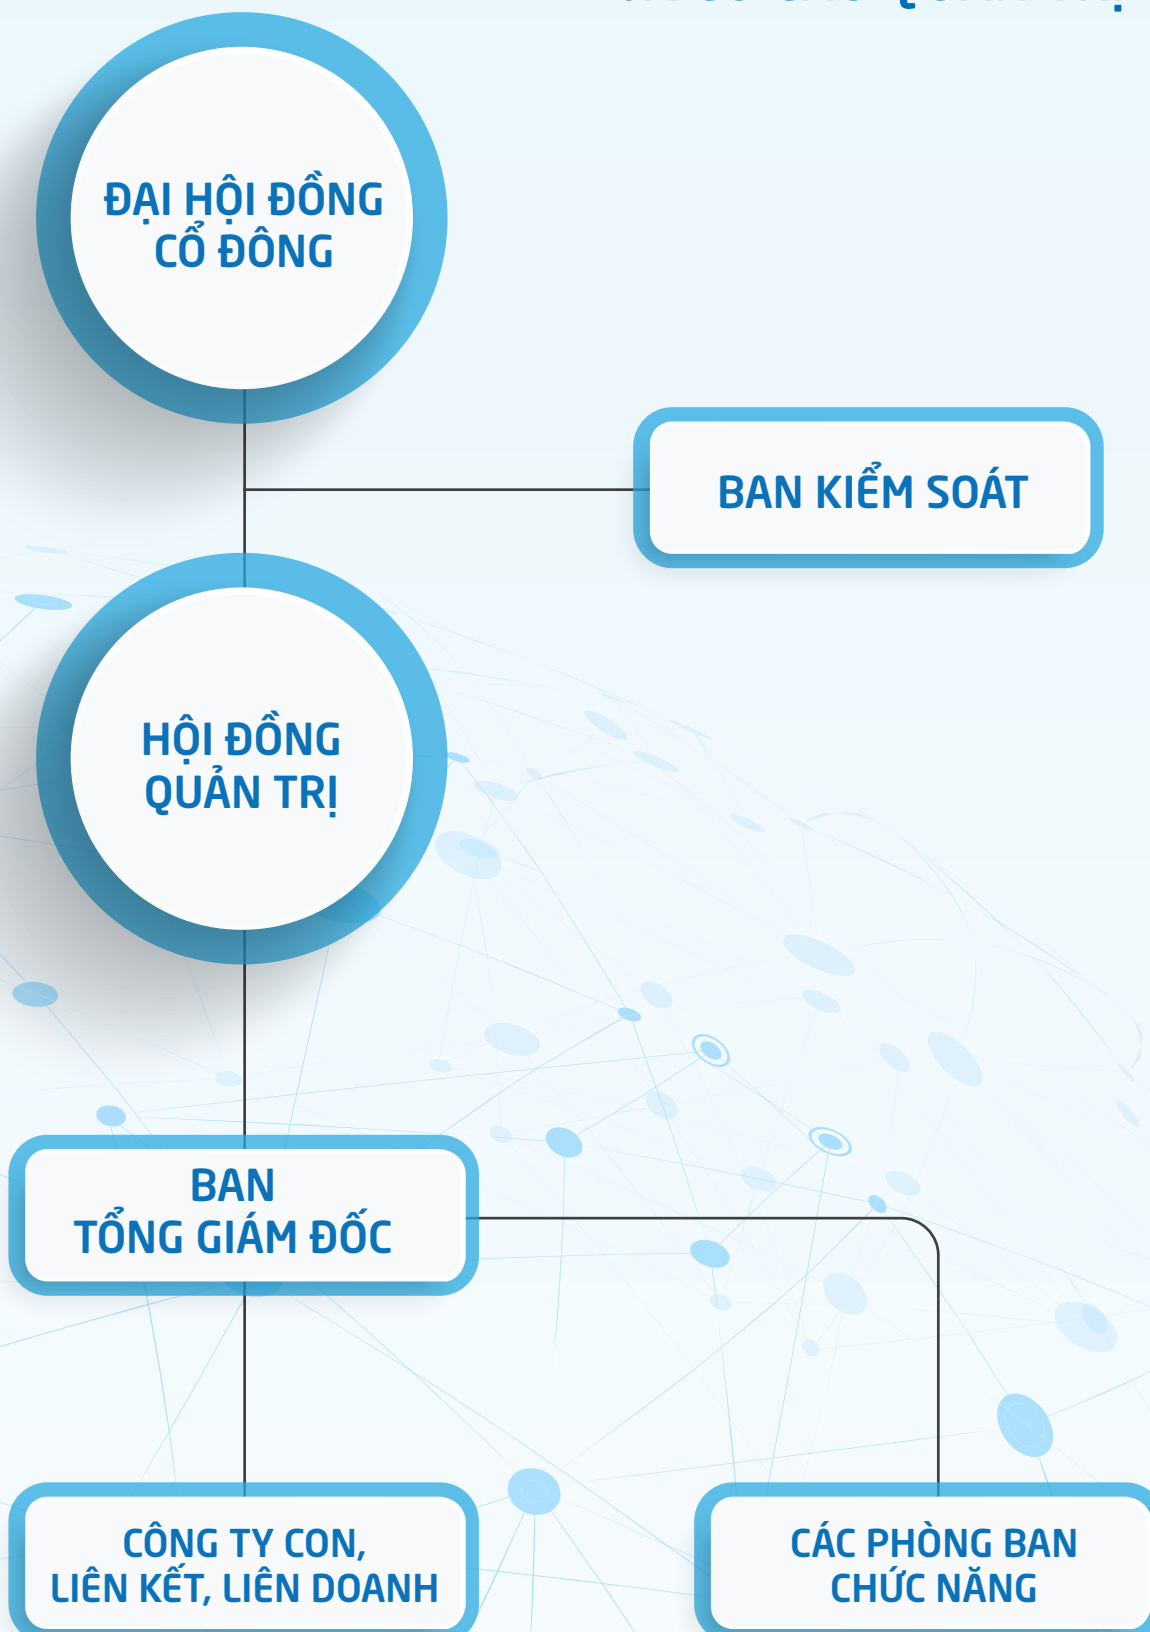 ĐẠI HỘI ĐỒNG
CỔ ĐÔNG
BAN KIỂM SOÁT
HỘI ĐỒNG
QUẢN TRỊ
BAN
TỔNG GIÁM ĐỐC
CÔNG TY CON,
LIÊN KẾT, LIÊN DOANH
CÁC PHÒNG BAN
CHỨC NĂNG